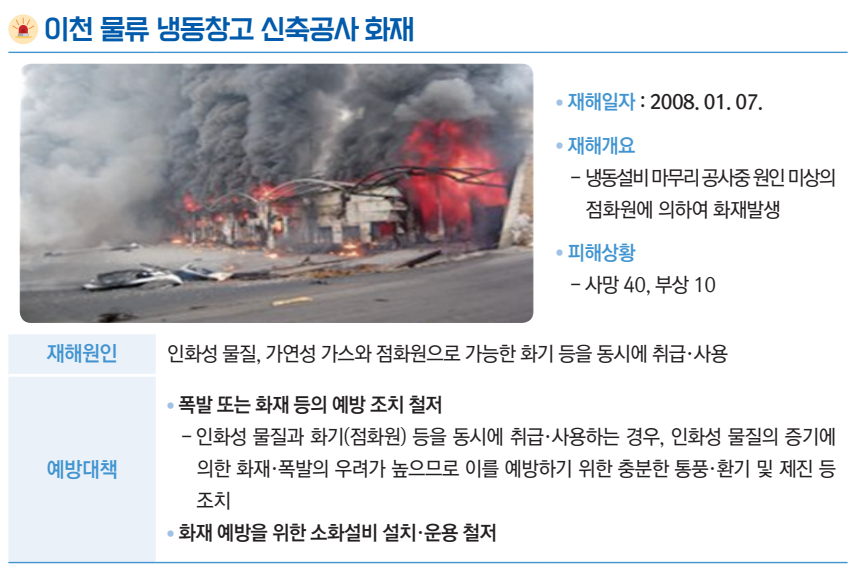 이천 물류 냉동창고 신축공사 화재
• 재해일자 : 2008. 01. 07.
• 재해개요
– 냉동설비 마무리 공사중 원인 미상의
점화원에 의하여 화재발생
• 피해상황
– 사망 40, 부상 10
재해원인
인화성 물질, 가연성 가스와 점화원으로 가능한 화기 등을 동시에 취급·사용
예방대책
• 폭발 또는 화재 등의 예방 조치 철저
– 인화성 물질과 화기(점화원) 등을 동시에 취급·사용하는 경우, 인화성 물질의 증기에
의한 화재·폭발의 우려가 높으므로 이를 예방하기 위한 충분한 통풍·환기 및 제진 등
조치
• 화재 예방을 위한 소화설비 설치·운용 철저